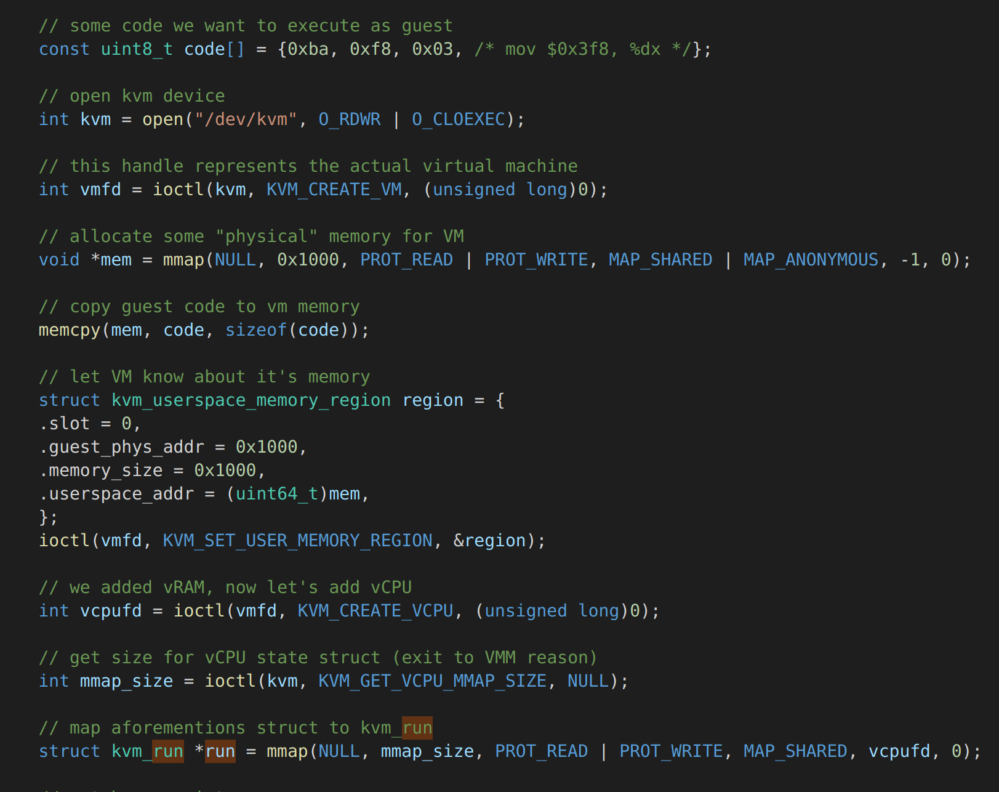 // some code we want to execute as guest
const uint8_t code[] = {0xba, 0xf8, 0x03, /* mov $0x3f8, %dx */};
// open kvm device
int kvm = open("/dev/kvm", O_RDWR | O_CLOEXEC);
// this handle represents the actual virtual machine
int vmfd = ioctl(kvm, KVM_CREATE_VM, (unsigned long)0);
// allocate some "physical" memory for VM
void *mem = mmap(NULL, 0x1000, PROT_READ | PROT_WRITE, MAP_SHARED | MAP_ANONYMOUS, -1, 0);
// copy guest code to vm memory
memcpy(mem, code, sizeof(code));
// let VM know about it's memory
struct kvm_userspace_memory_region region = {
.slot = 0,
.guest_phys_addr = 0x1000,
.memory_size = 0x1000,
.userspace_addr = (uint64_t)mem,
};
ioctl(vmfd, KVM_SET_USER_MEMORY_REGION, &region);
// we added vRAM, now let's add vCPU
int vcpufd = ioctl(vmfd, KVM_CREATE_VCPU, (unsigned long)0);
// get size for vCPU state struct (exit to VMM reason)
int mmap_size = ioctl(kvm, KVM_GET_VCPU_MMAP_SIZE, NULL);
// map aforementions struct to kvm_run
struct kvm_run *run = mmap(NULL, mmap_size, PROT_READ | PROT_WRITE, MAP_SHARED, vcpufd, 0);